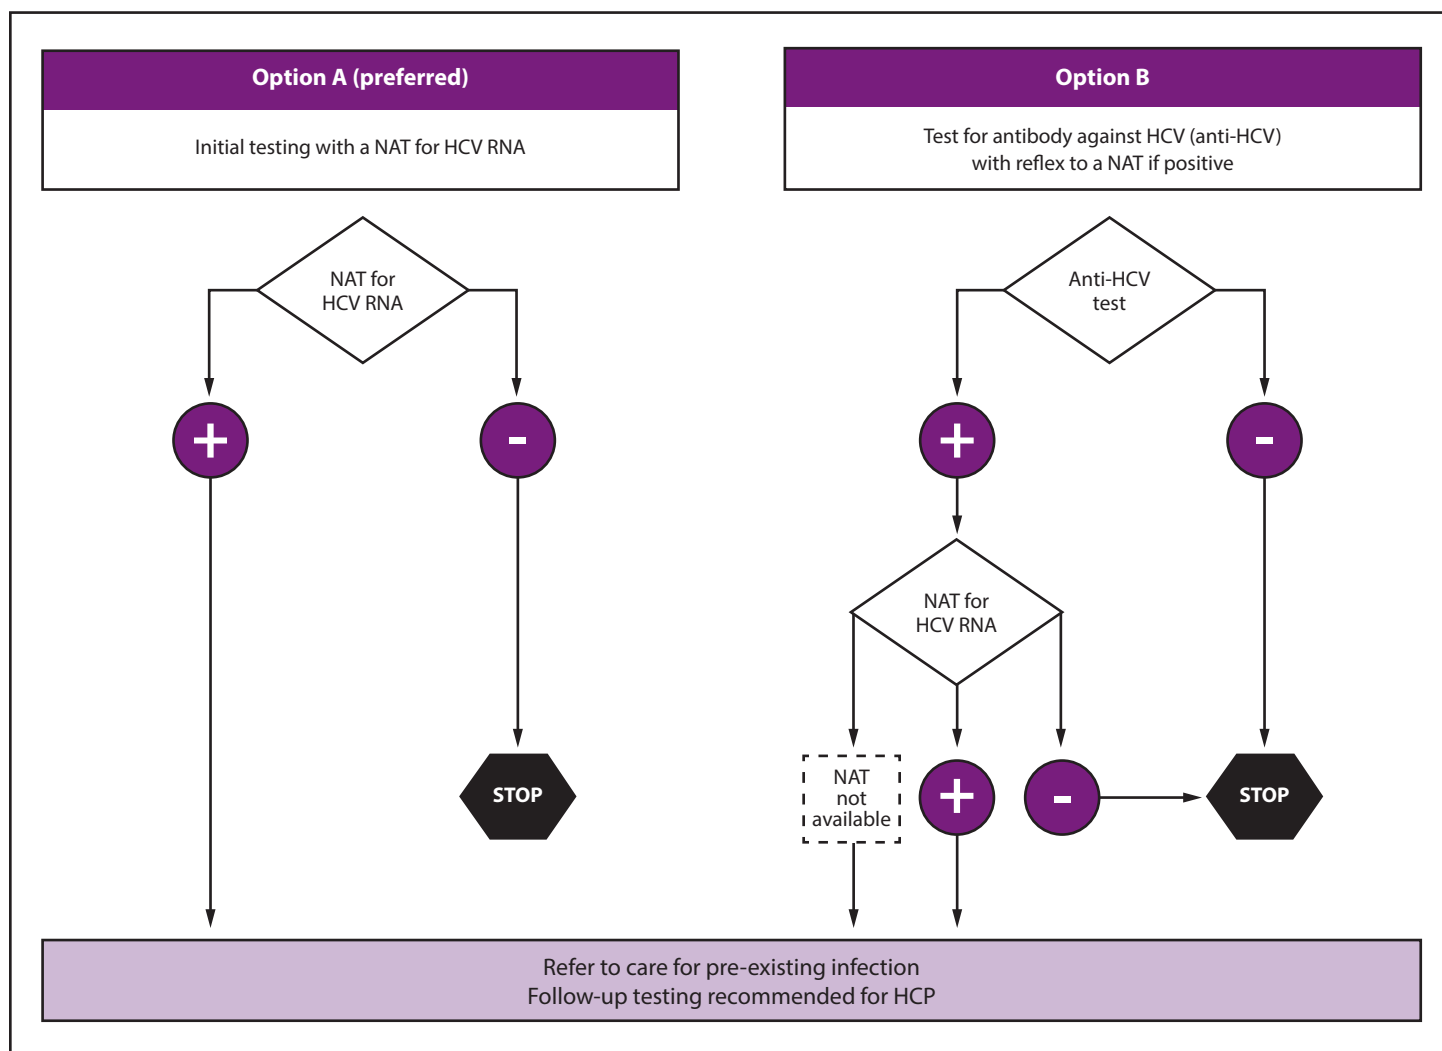 Option A (preferred)
Initial testing with a NAT for HCV RNA
NAT for
HCV RNA
+
-
STOP
Option B
Test for antibody against HCV (anti-HCV)
with reflex to a NAT if positive
Anti-HCV
test
+
-
NAT for
HCV RNA
NAT
not
available
+
-
STOP
Refer to care for pre-existing infection
Follow-up testing recommended for HCP